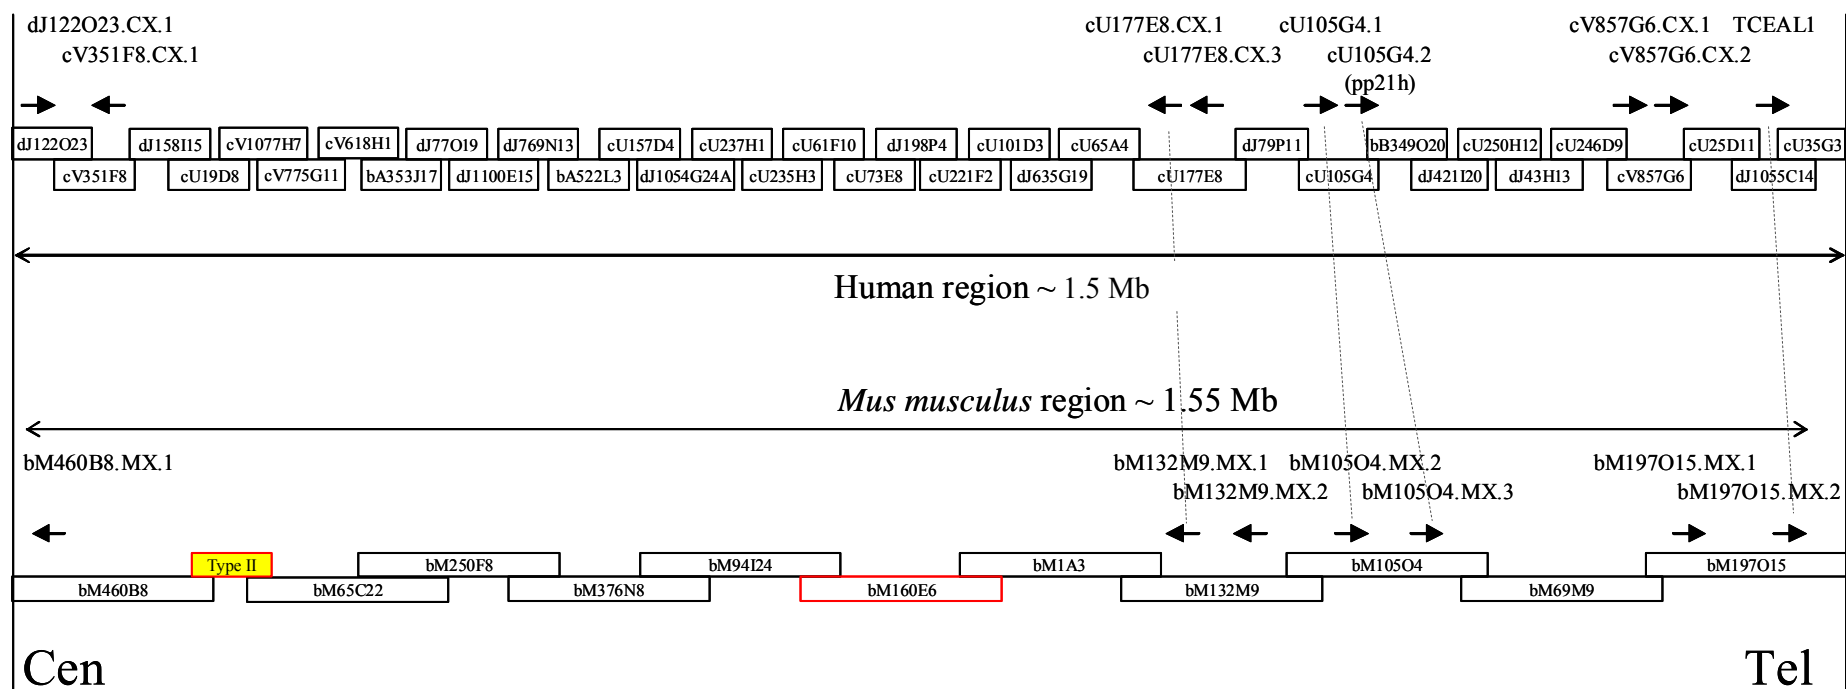 dJ122O23.CX.1 cU177E8.CX.1 cU105G4.1 cV857G6.CX.1 TCEAL1
cV351F8.CX.1 cU177E8.CX.3 cU105G4.2 cV857G6.CX.2
(pp21h)
dJ122O23 dJ158I15 cV1077H7 cV618H1 dJ77O19 dJ769N13 cU157D4 cU237H1 cU61F10 dJ198P4 cU101D3 cU65A4 dJ79P11 bB349O20 cU250H12 cU246D9 cU25D11 cU35G3
cV351F8 cU19D8 cV775G11 bA353J17 dJ1100E15 bA522L3 dJ1054G24A cU235H3 cU73E8 cU221F2 dJ635G19 cU177E8 cU105G4 dJ421I20 dJ43H13 cV857G6 dJ1055C14
Human region ~ 1.5 Mb
Mus musculus region ~ 1.55 Mb
bM460B8.MX.1 bM132M9.MX.1 bM105O4.MX.2 bM197O15.MX.1
bM132M9.MX.2 bM105O4.MX.3 bM197O15.MX.2
Type II bM250F8 bM94I24 bM1A3 bM105O4 bM197O15
bM460B8 bM65C22 bM376N8 bM160E6 bM132M9 bM69M9
Cen Tel